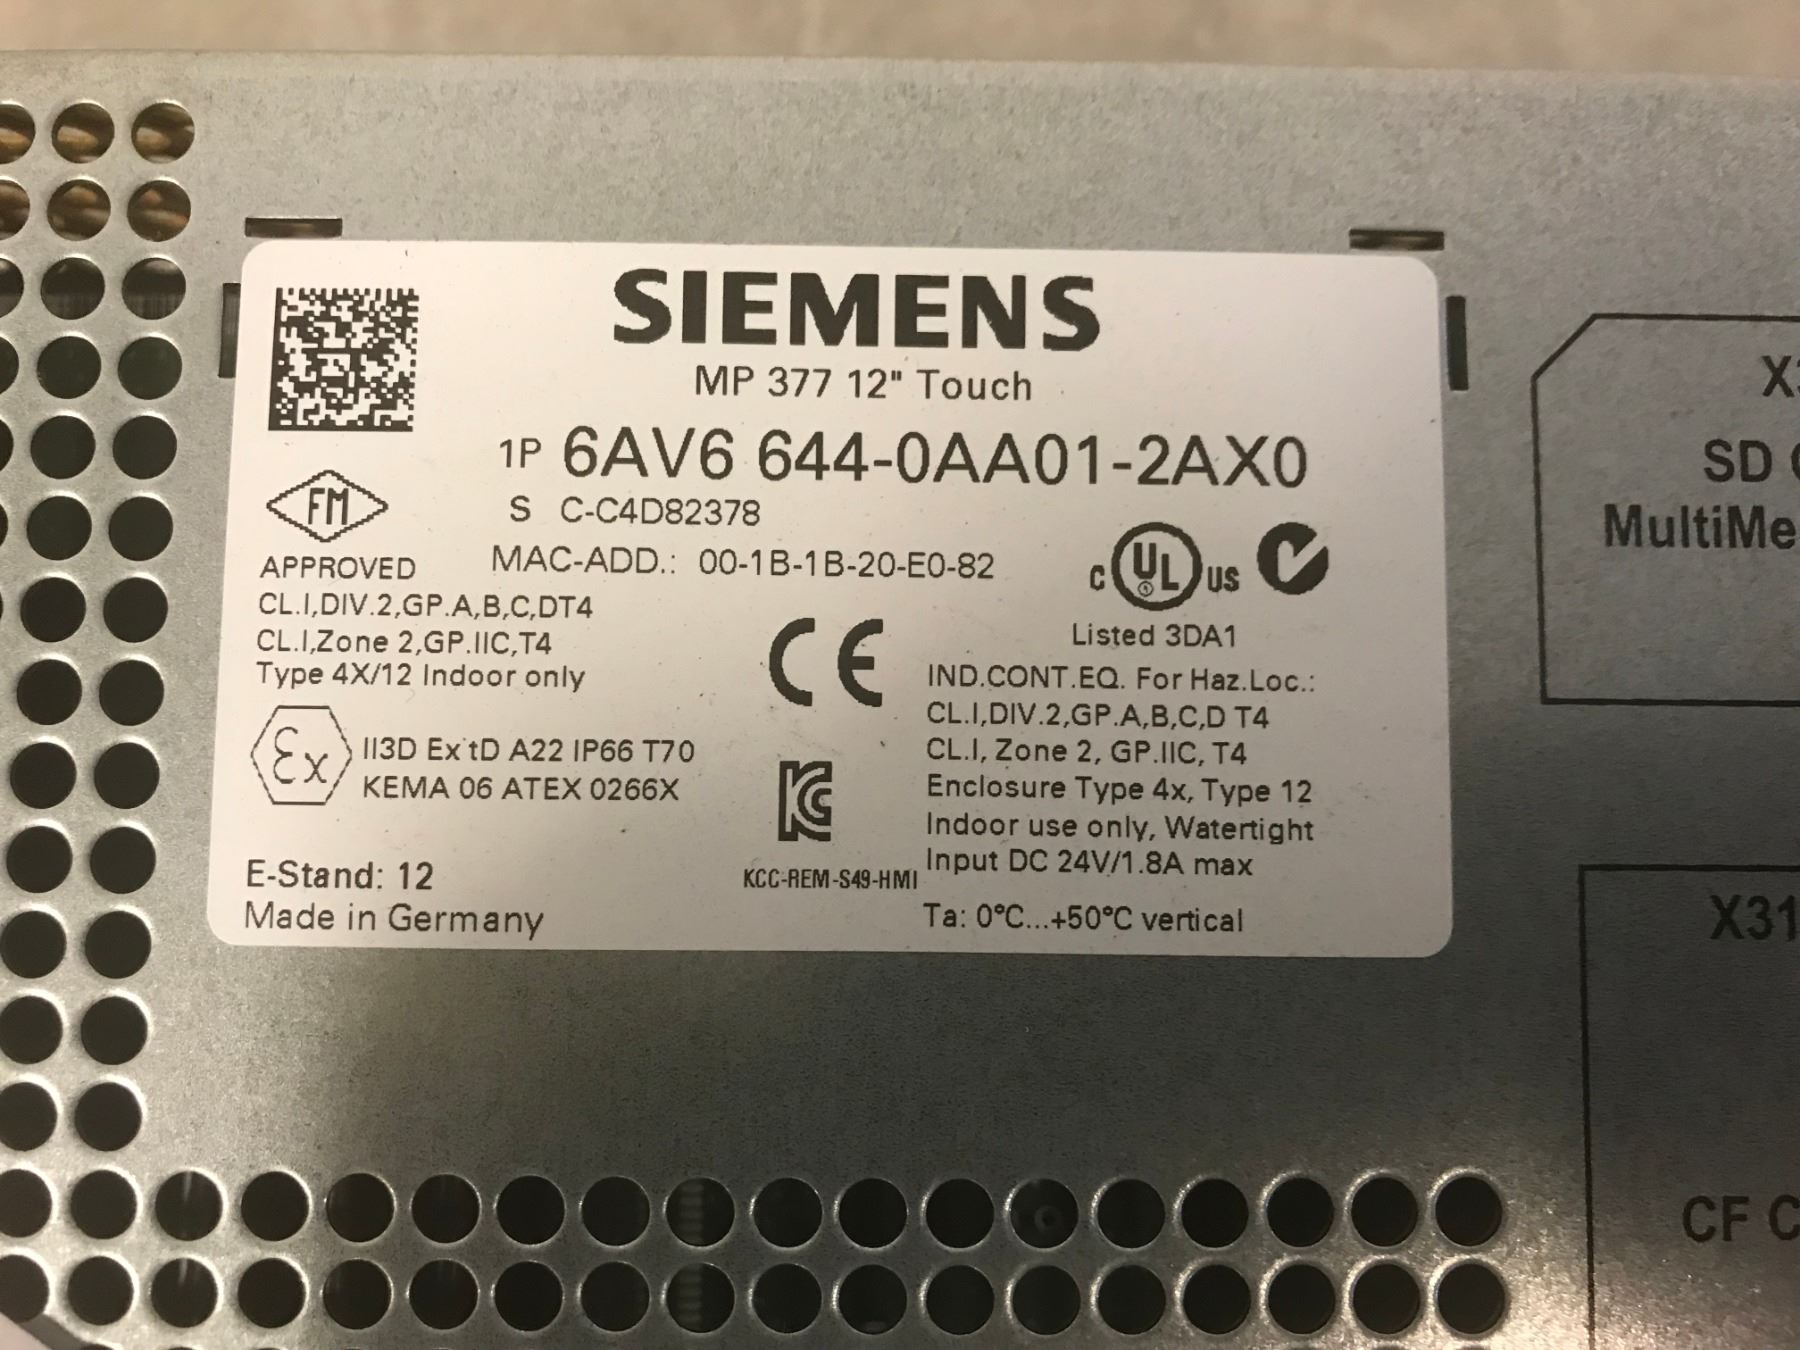 SIEMENS
MP 377 12" Touch
1P 6AV6 644-0AA01-2AX0
S C-C4D82378
MAC-ADD.: 00-1B-1B-20-E0-82
FM
APPROVED
CL.I,DIV.2,GP.A,B,C,DT4
CL.I,Zone 2,GP.IIC,T4
Type 4X/12 Indoor only
Ex II3D Ex tD A22 IP66 T70
KEMA 06 ATEX 0266X
E-Stand: 12
Made in Germany
CE
KC
KCC-REM-S49-HMI
C UL US
Listed 3DA1
IND.CONT.EQ. For Haz.Loc.:
CL.I,DIV.2,GP.A,B,C,D T4
CL.I, Zone 2, GP.IIC, T4
Enclosure Type 4x, Type 12
Indoor use only, Watertight
Input DC 24V/1.8A max
Ta: 0°C...+50°C vertical
SD
MultiMe
X31
CF C